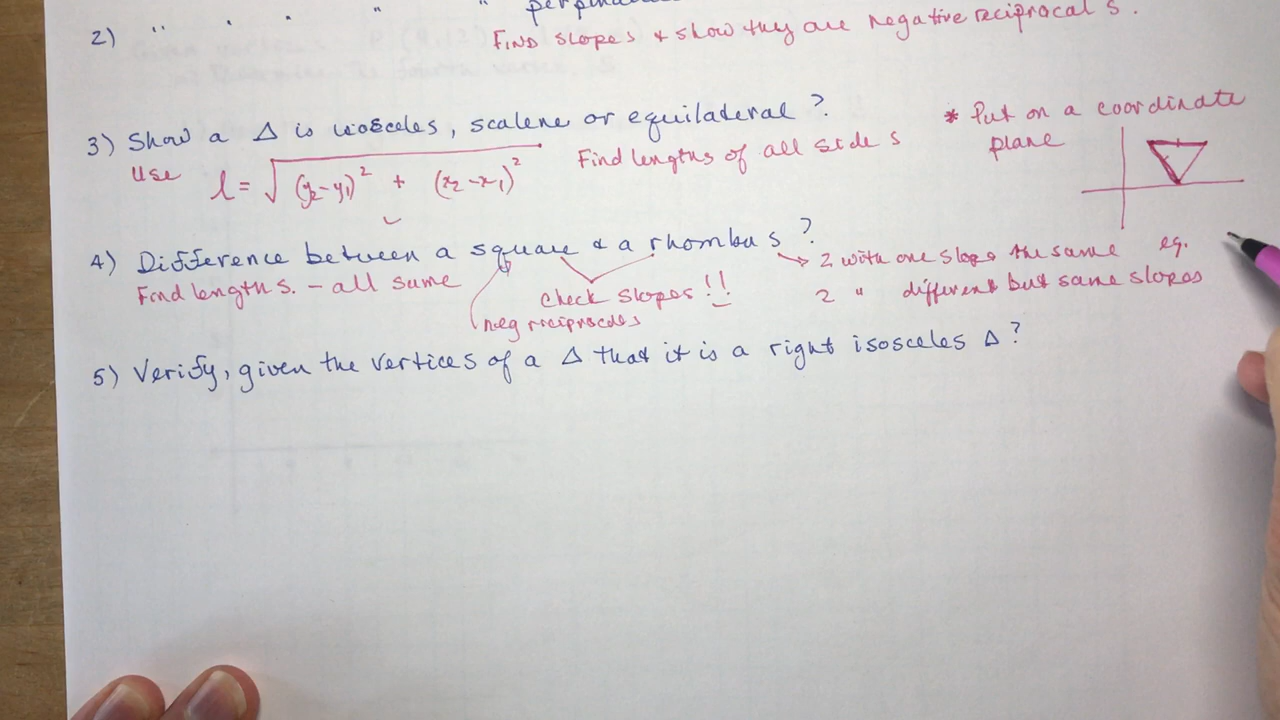 2) " " " " "
Find slopes & show they are negative reciprocals.
3) Show a Δ is isosceles, scalene or equilateral?
* Put on a coordinate plane
Use l = √((y₂-y₁)² + (x₂-x₁)²)
Find lengths of all sides
4) Difference between a square & a rhombus?
→ 2 with one slope the same eg.
Find lengths. - all same
check slopes!!
2 " different but same slopes
neg reciprocals
5) Verify, given the vertices of a Δ that it is a right isosceles Δ?